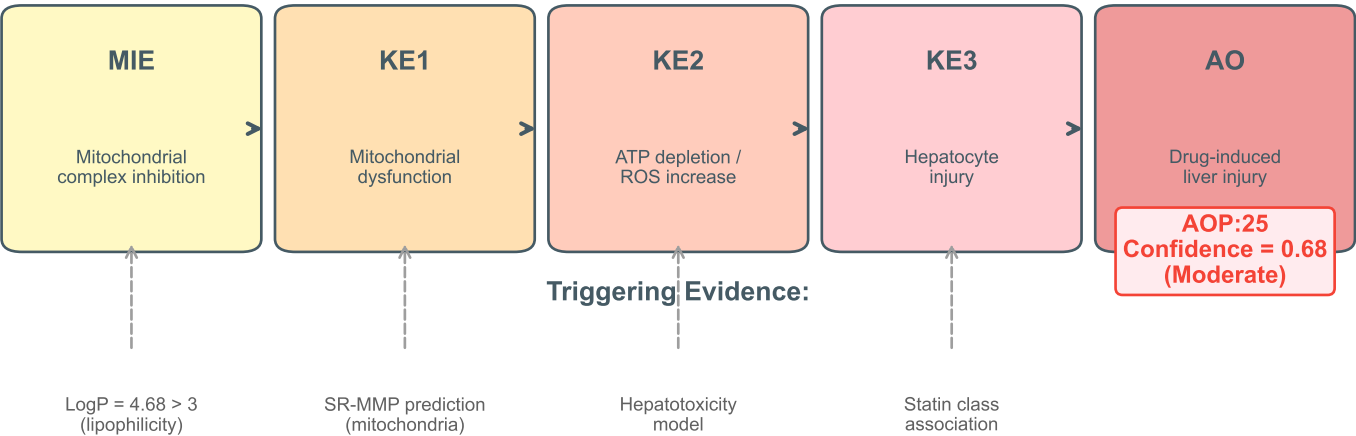 MIE
Mitochondrial
complex inhibition
KE1
Mitochondrial
dysfunction
KE2
ATP depletion /
ROS increase
KE3
Hepatocyte
injury
AO
Drug-induced
liver injury
AOP:25
Confidence = 0.68
(Moderate)
Triggering Evidence:
LogP = 4.68 > 3
(lipophilicity)
SR-MMP prediction
(mitochondria)
Hepatotoxicity
model
Statin class
association